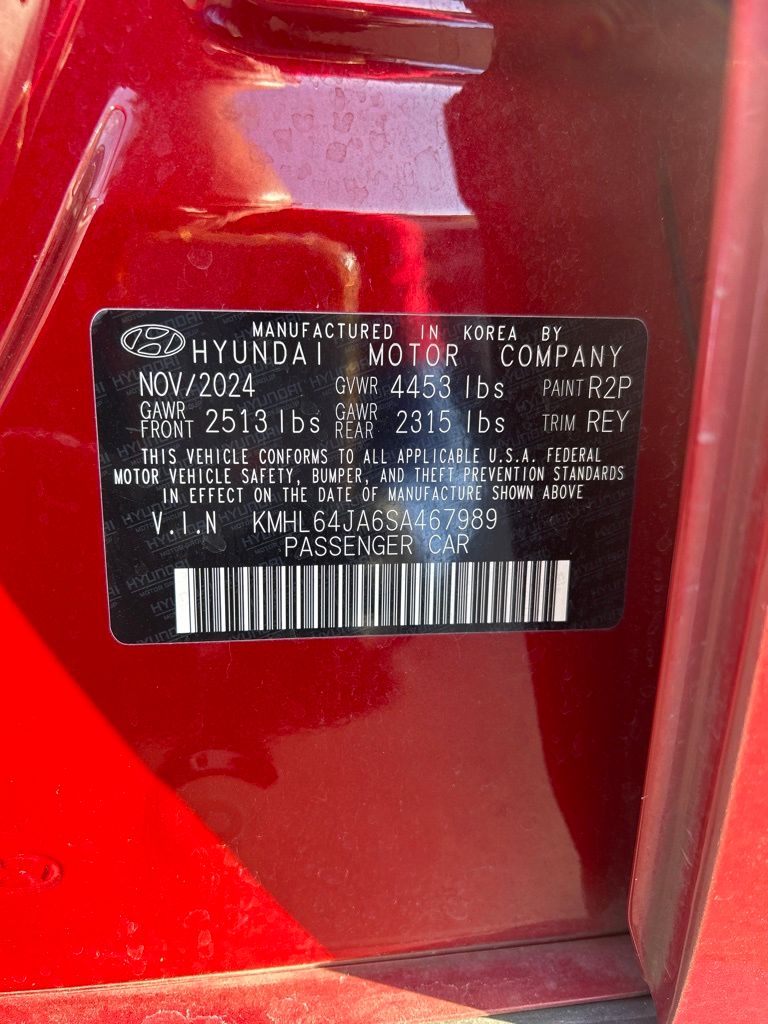 MANUFACTURED IN KOREA BY
HYUNDAI MOTOR COMPANY
NOV/2024 GVWR 4453 lbs PAINT R2P
GAWR FRONT 2513 lbs GAWR REAR 2315 lbs TRIM REY
THIS VEHICLE CONFORMS TO ALL APPLICABLE U.S.A. FEDERAL
MOTOR VEHICLE SAFETY, BUMPER, AND THEFT PREVENTION STANDARDS
IN EFFECT ON THE DATE OF MANUFACTURE SHOWN ABOVE
V.I.N KMHL64JA6SA467989
PASSENGER CAR